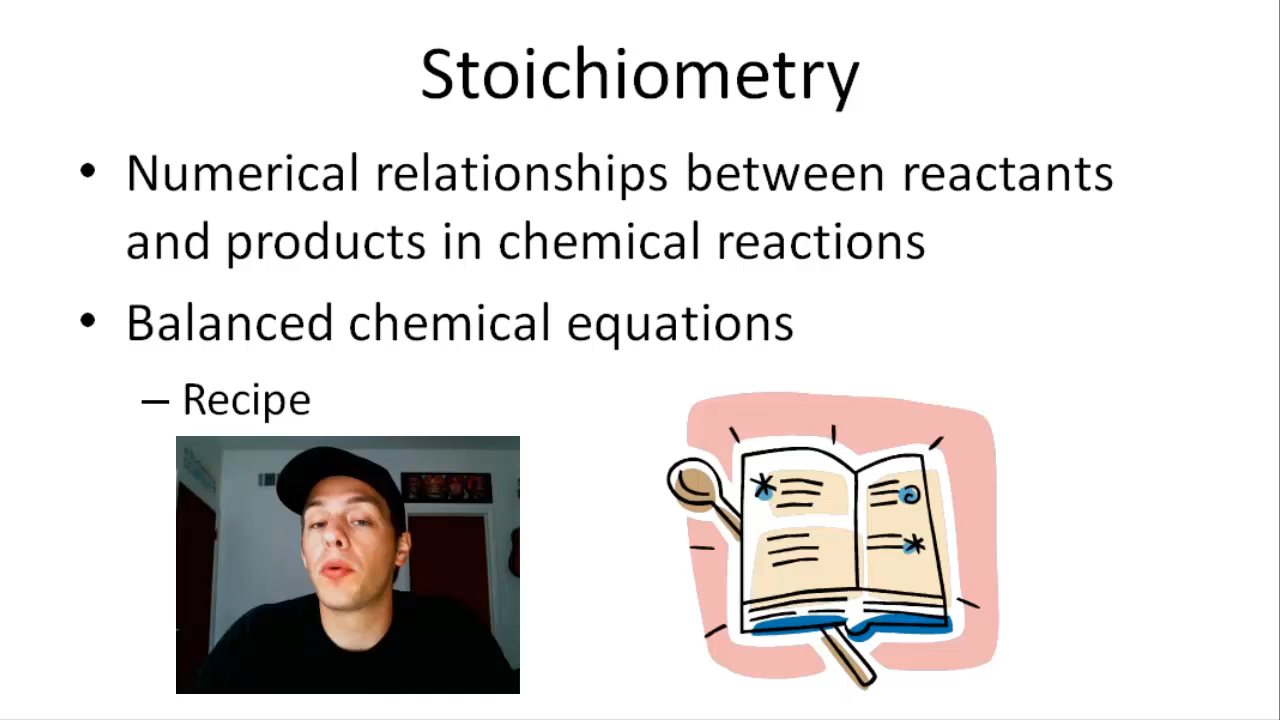 Stoichiometry
• Numerical relationships between reactants
and products in chemical reactions
• Balanced chemical equations
– Recipe